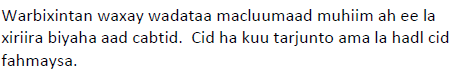 Warbixintan waxay wadataa macluumaad muhiim ah ee la
xiriira biyaha aad cabtid.  Cid ha kuu tarjunto ama la hadl cid
fahmaysa.